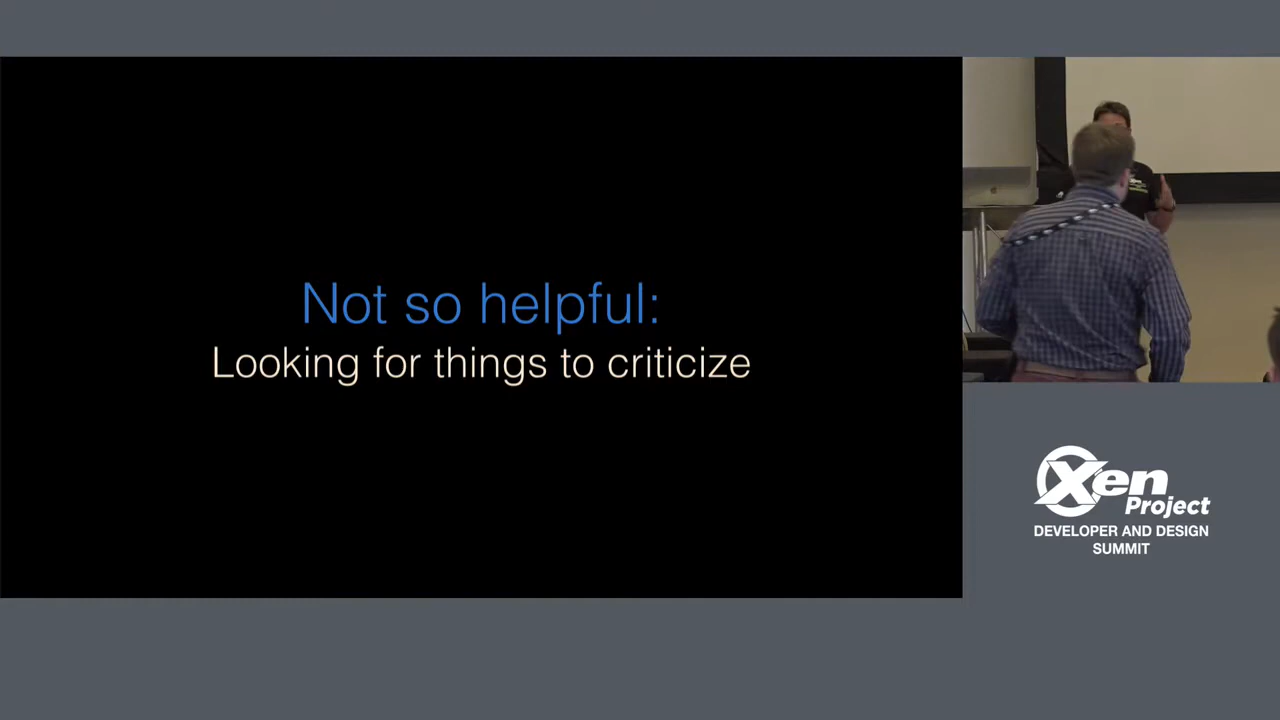 Not so helpful:
Looking for things to criticize
Xen
Project
DEVELOPER AND DESIGN
SUMMIT